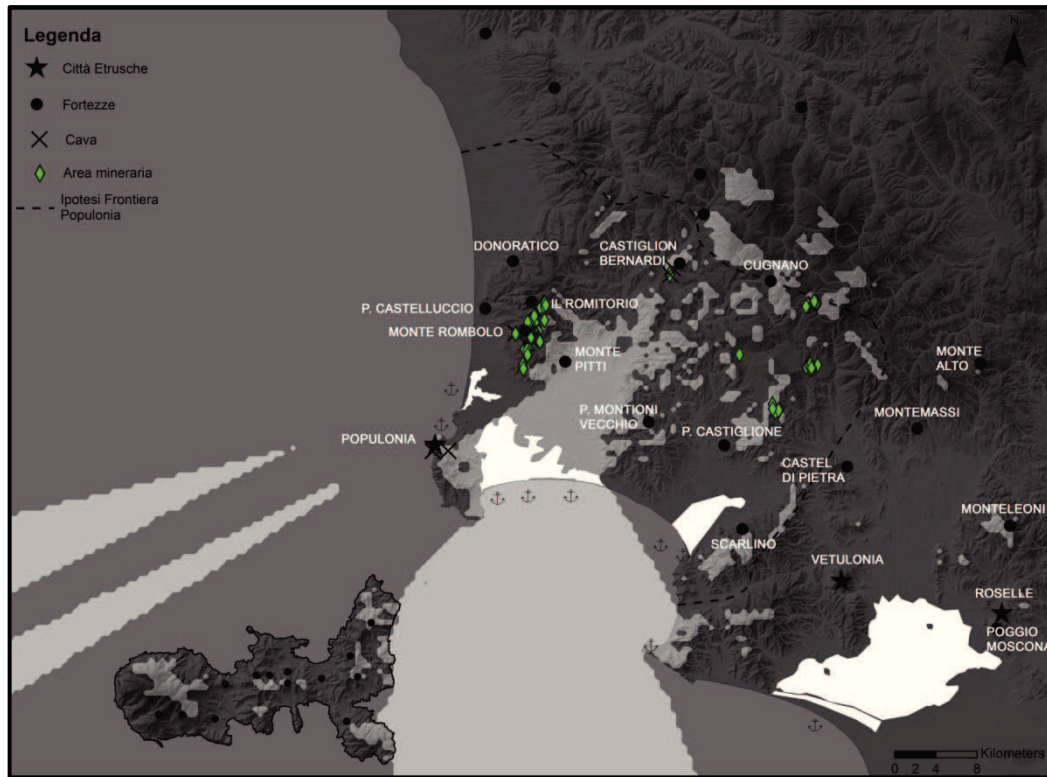 Legenda
Città Etrusche
Fortezze
Cava
Area mineraria
Ipotesi Frontiera
Populonia
N
DONORATICO
CASTIGLION
BERNARDI
CUGNANO
P. CASTELLUCCIO
IL ROMITORIO
MONTE ROMBOLO
MONTE
PITTI
MONTE
ALTO
P. MONTIONI
VECCHIO
MONTEMASSI
POPULONIA
P. CASTIGLIONE
CASTEL
DI PIETRA
MONTELEONI
SCARLINO
VETULONIA
ROSELLE
POGGIO
MOSCONA
Kilometers
0 2 4 8